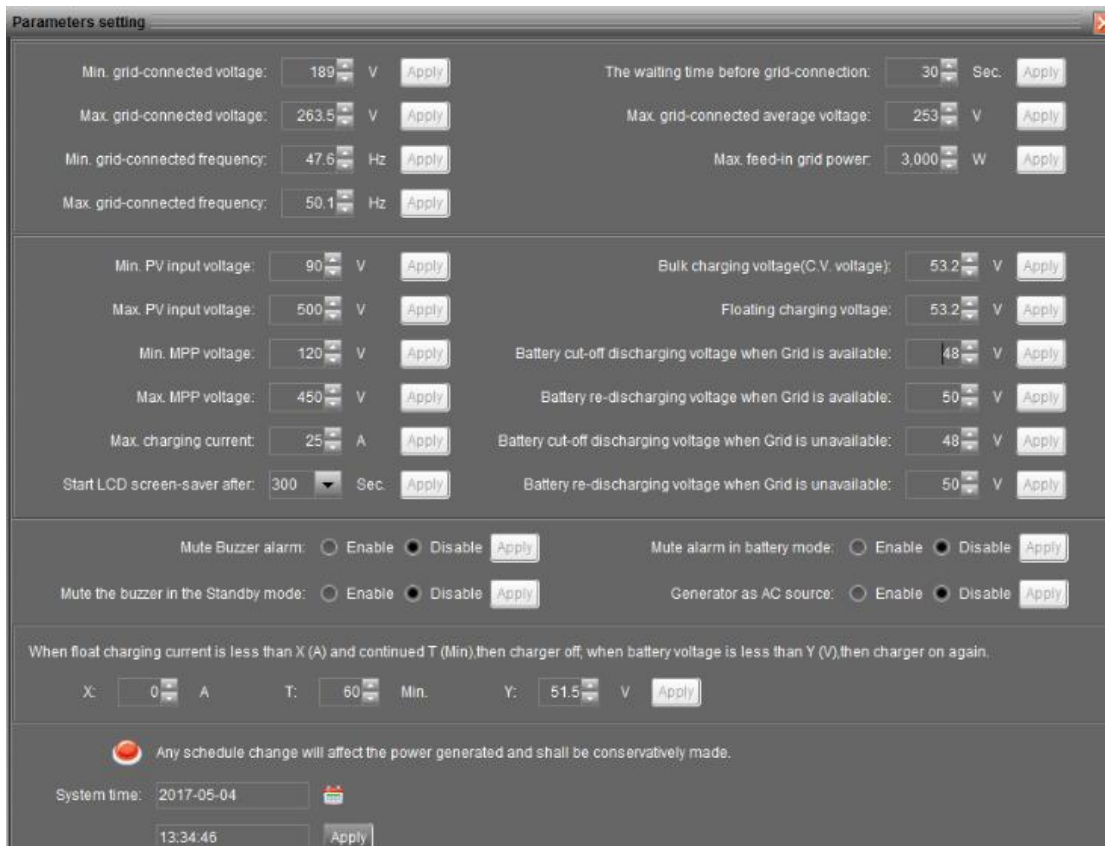 Parameters setting
Min. grid-connected voltage: 189 V Apply The waiting time before grid-connection: 30 Sec. Apply
Max. grid-connected voltage: 263.5 V Apply Max. grid-connected average voltage: 253 V Apply
Min. grid-connected frequency: 47.6 Hz Apply Max. feed-in grid power: 3,000 W Apply
Max. grid-connected frequency: 50.1 Hz Apply
Min. PV input voltage: 90 V Apply Bulk charging voltage(C.V. voltage): 53.2 V Apply
Max. PV input voltage: 500 V Apply Floating charging voltage: 53.2 V Apply
Min. MPP voltage: 120 V Apply Battery cut-off discharging voltage when Grid is available: 48 V Apply
Max. MPP voltage: 450 V Apply Battery re-discharging voltage when Grid is available: 50 V Apply
Max. charging current: 25 A Apply Battery cut-off discharging voltage when Grid is unavailable: 48 V Apply
Start LCD screen-saver after: 300 Sec. Apply Battery re-discharging voltage when Grid is unavailable: 50 V Apply
Mute Buzzer alarm: Enable Disable Apply Mute alarm in battery mode: Enable Disable Apply
Mute the buzzer in the Standby mode: Enable Disable Apply Generator as AC source: Enable Disable Apply
When float charging current is less than X (A) and continued T (Min),then charger off, when battery voltage is less than Y (V),then charger on again.
X: 0 A T: 60 Min. Y: 51.5 V Apply
Any schedule change will affect the power generated and shall be conservatively made.
System time: 2017-05-04
13:34:46 Apply